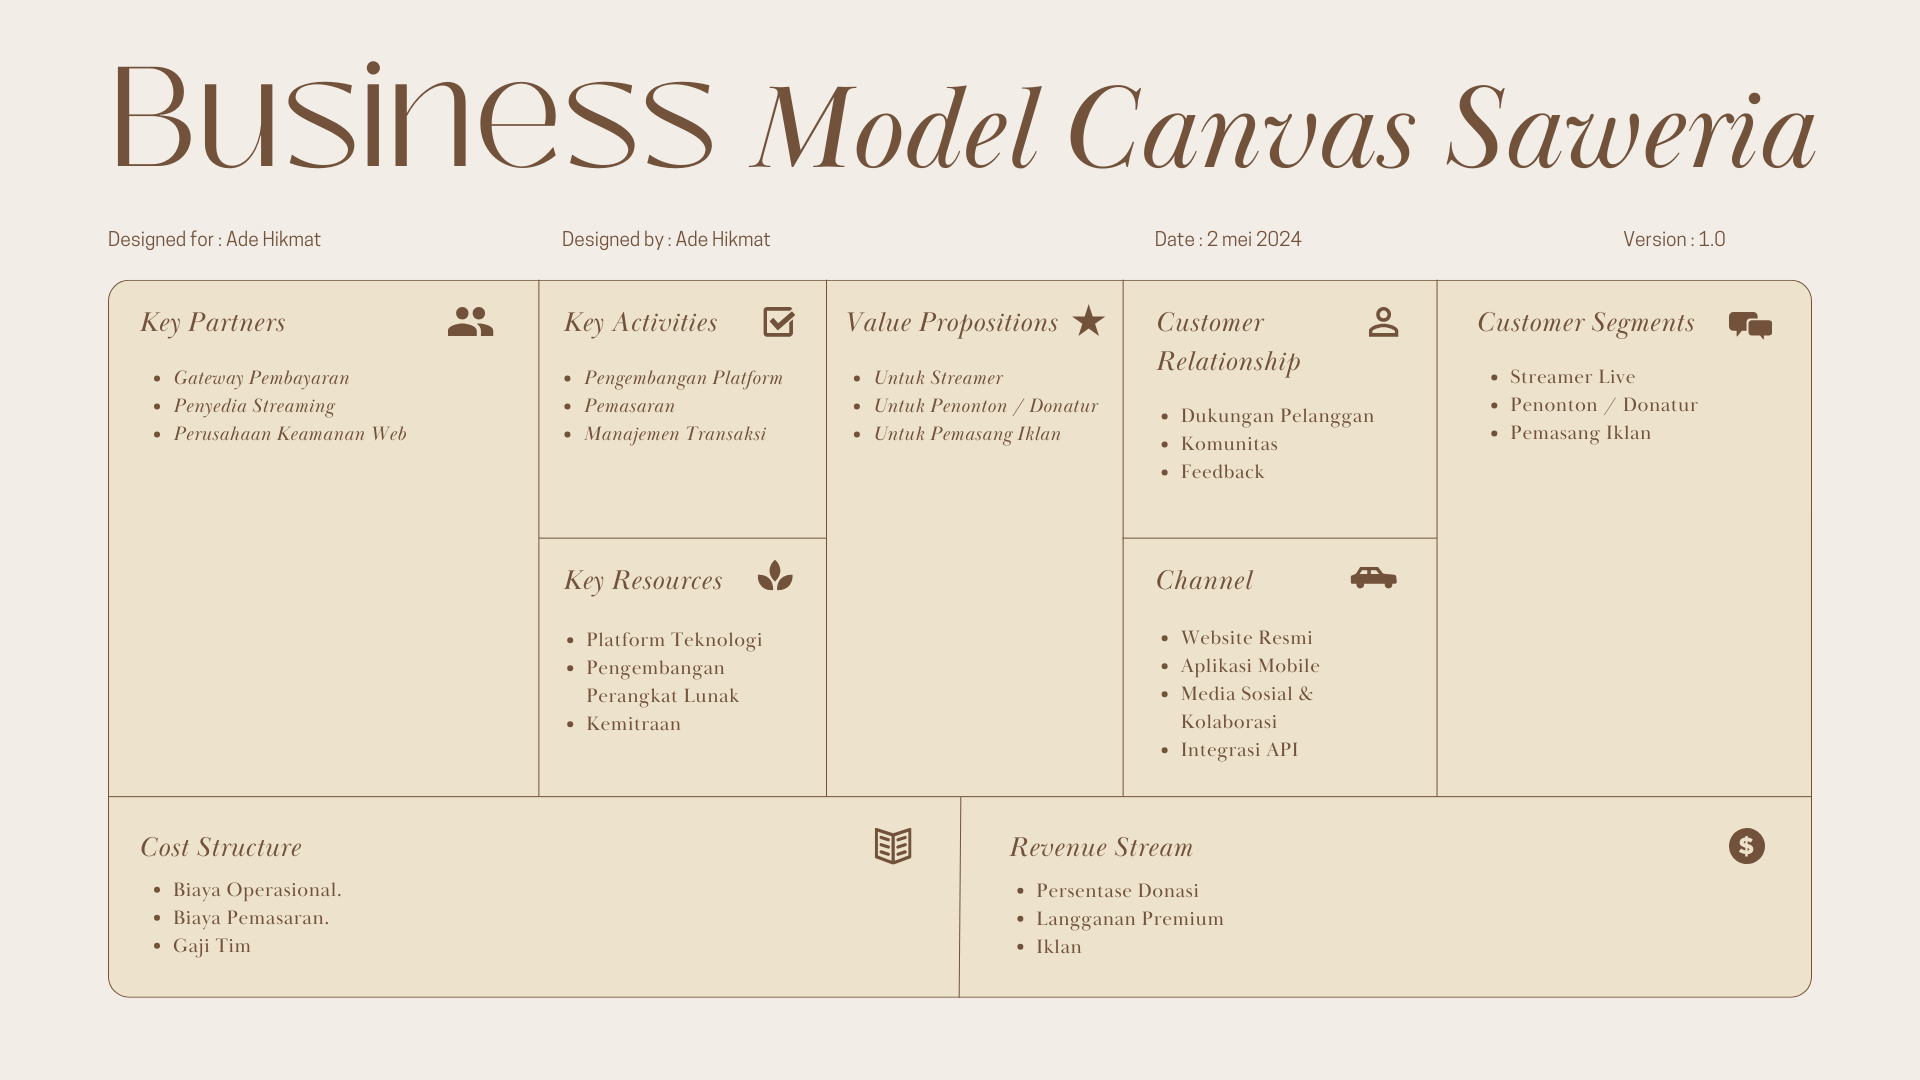 Business Model Canvas Saweria
Designed for : Ade Hikmat
Designed by : Ade Hikmat
Date : 2 mei 2024
Version : 1.0
Key Partners
Gateway Pembayaran
Penyedia Streaming
Perusahaan Keamanan Web
Key Activities
Pengembangan Platform
Pemasaran
Manajemen Transaksi
Key Resources
Platform Teknologi
Pengembangan
Perangkat Lunak
Kemitraan
Value Propositions
Untuk Streamer
Untuk Penonton / Donatur
Untuk Pemasang Iklan
Customer
Relationship
Dukungan Pelanggan
Komunitas
Feedback
Channel
Website Resmi
Aplikasi Mobile
Media Sosial &
Kolaborasi
Integrasi API
Customer Segments
Streamer Live
Penonton / Donatur
Pemasang Iklan
Cost Structure
Biaya Operasional.
Biaya Pemasaran.
Gaji Tim
Revenue Stream
$
Persentase Donasi
Langganan Premium
Iklan